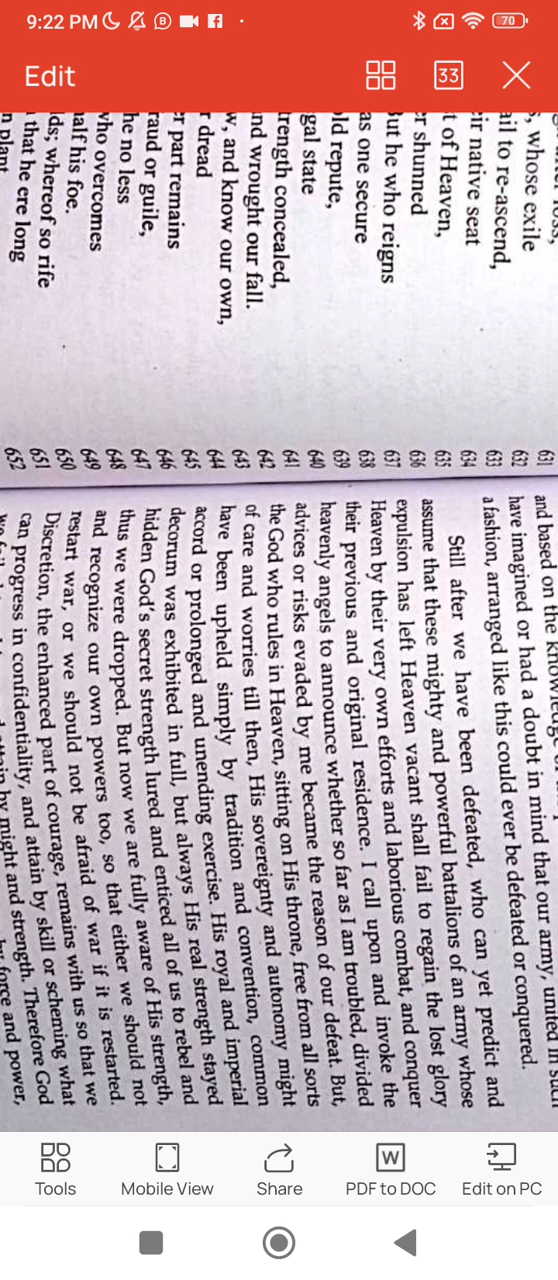 9:22 PM
70
Edit
33
631
whose exile 632
ail to re-ascend, 633
ir native seat 634
t of Heaven, 635
r shunned 636
ut he who reigns 637
as one secure 638
ld repute, 639
gal state 640
rength concealed, 641
nd wrought our fall. 642
w, and know our own, 643
r dread 644
r part remains 645
raud or guile, 646
he no less 647
who overcomes 648
alf his foe. 649
ds; whereof so rife 650
that he ere long 651
n plant 652
and based on the
have imagined or had a doubt in mind that our army, united in such
a fashion, arranged like this could ever be defeated or conquered.
Still after we have been defeated, who can yet predict and
assume that these mighty and powerful battalions of an army whose
expulsion has left Heaven vacant shall fail to regain the lost glory
Heaven by their very own efforts and laborious combat, and conquer
their previous and original residence. I call upon and invoke the
heavenly angels to announce whether so far as I am troubled, divided
advices or risks evaded by me became the reason of our defeat. But,
the God who rules in Heaven, sitting on His throne, free from all sorts
of care and worries till then, His sovereignty and autonomy might
have been upheld simply by tradition and convention, common
accord or prolonged and unending exercise. His royal and imperial
decorum was exhibited in full, but always His real strength stayed
hidden God's secret strength lured and enticed all of us to rebel and
thus we were dropped. But now we are fully aware of His strength,
and recognize our own powers too, so that either we should not
restart war, or we should not be afraid of war if it is restarted.
Discretion, the enhanced part of courage, remains with us so that we
can progress in confidentiality, and attain by skill or scheming what
by might and strength. Therefore God
force and power,
Tools
Mobile View
Share
W
PDF to DOC
Edit on PC